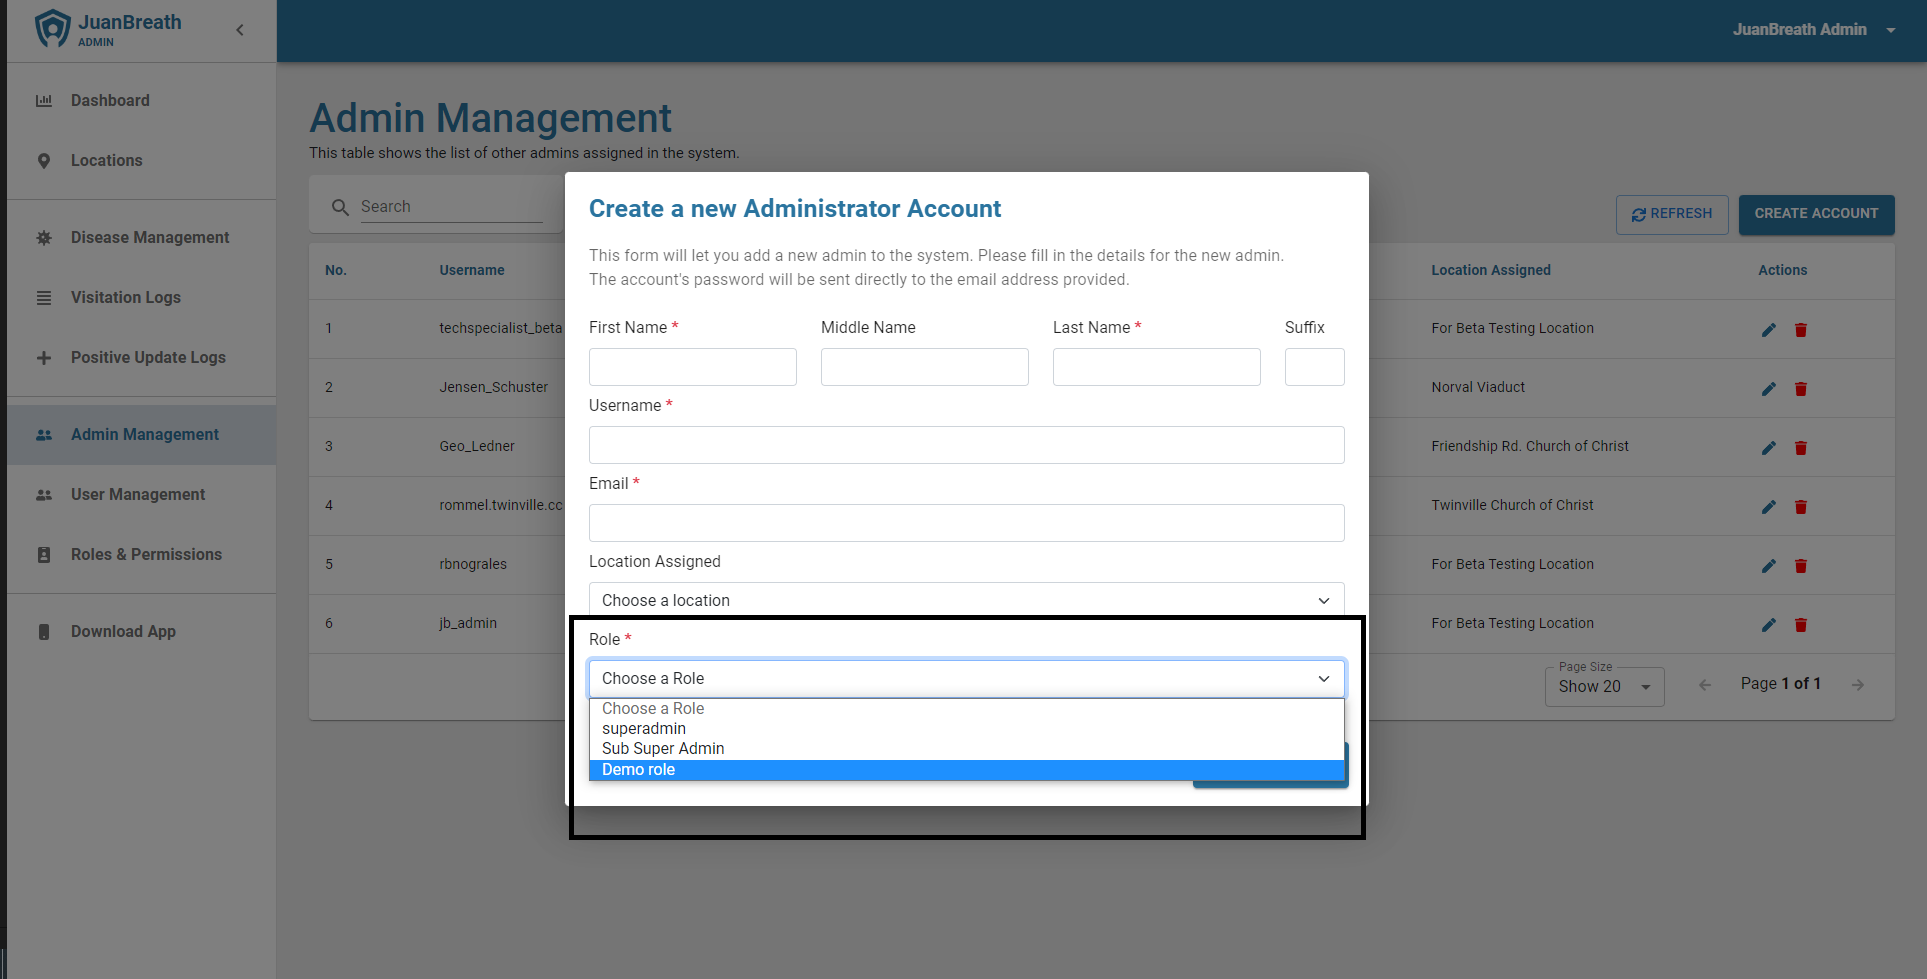 JuanBreath
ADMIN
JuanBreath Admin
Dashboard
Locations
Disease Management
Visitation Logs
Positive Update Logs
Admin Management
User Management
Roles & Permissions
Download App
Admin Management
This table shows the list of other admins assigned in the system.
Search
REFRESH
CREATE ACCOUNT
No. Username Location Assigned Actions
1 techspecialist_beta For Beta Testing Location
2 Jensen_Schuster Norval Viaduct
3 Geo_Ledner Friendship Rd. Church of Christ
4 rommel.twinville.cc Twinville Church of Christ
5 rbnograles For Beta Testing Location
6 jb_admin For Beta Testing Location
Page Size
Show 20
Page 1 of 1
Create a new Administrator Account
This form will let you add a new admin to the system. Please fill in the details for the new admin.
The account's password will be sent directly to the email address provided.
First Name * Middle Name Last Name * Suffix
Username *
Email *
Location Assigned
Choose a location
Role *
Choose a Role
Choose a Role
superadmin
Sub Super Admin
Demo role